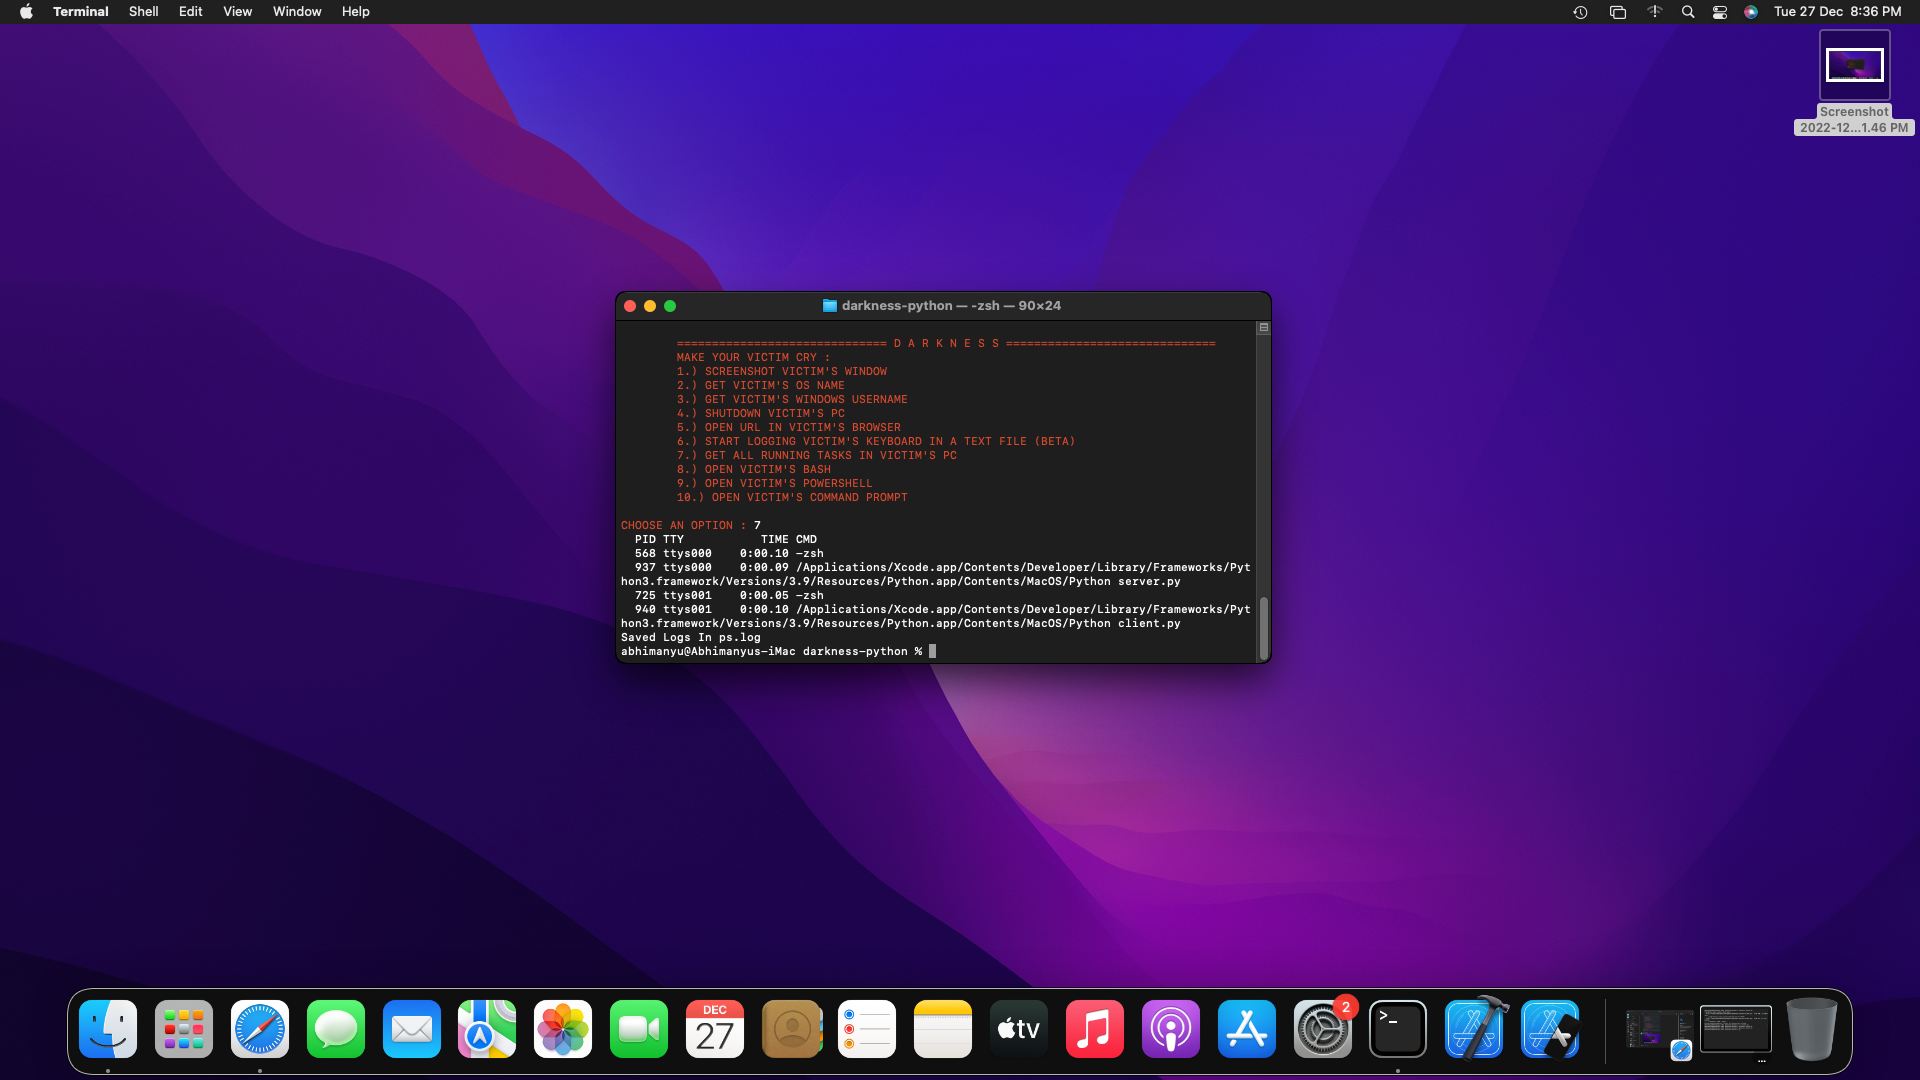 Terminal Shell Edit View Window Help Tue 27 Dec 8:36 PM
Screenshot
2022-12...1.46 PM
darkness-python — -zsh — 90×24
============================== D A R K N E S S ==============================
MAKE YOUR VICTIM CRY :
1.) SCREENSHOT VICTIM'S WINDOW
2.) GET VICTIM'S OS NAME
3.) GET VICTIM'S WINDOWS USERNAME
4.) SHUTDOWN VICTIM'S PC
5.) OPEN URL IN VICTIM'S BROWSER
6.) START LOGGING VICTIM'S KEYBOARD IN A TEXT FILE (BETA)
7.) GET ALL RUNNING TASKS IN VICTIM'S PC
8.) OPEN VICTIM'S BASH
9.) OPEN VICTIM'S POWERSHELL
10.) OPEN VICTIM'S COMMAND PROMPT
CHOOSE AN OPTION : 7
PID TTY TIME CMD
568 ttys000 0:00.10 -zsh
937 ttys000 0:00.09 /Applications/Xcode.app/Contents/Developer/Library/Frameworks/Pyt
hon3.framework/Versions/3.9/Resources/Python.app/Contents/MacOS/Python server.py
725 ttys001 0:00.05 -zsh
940 ttys001 0:00.10 /Applications/Xcode.app/Contents/Developer/Library/Frameworks/Pyt
hon3.framework/Versions/3.9/Resources/Python.app/Contents/MacOS/Python client.py
Saved Logs In ps.log
abhimanyu@Abhimanyus-iMac darkness-python %
DEC
27
tv
2
>_
...